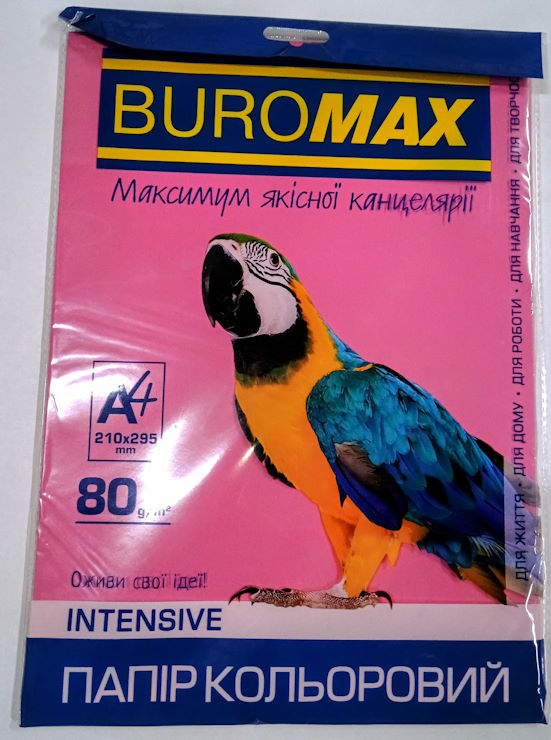 BUROMAX
Максимум якісної канцелярії
ДЛЯ ЖИТТЯ · ДЛЯ ДОМУ · ДЛЯ РОБОТИ · ДЛЯ НАВЧАННЯ · ДЛЯ
A4
210x295
mm
80 g/m²
Оживи свої ідеї!
INTENSIVE
ПАПІР КОЛЬОРОВИЙ